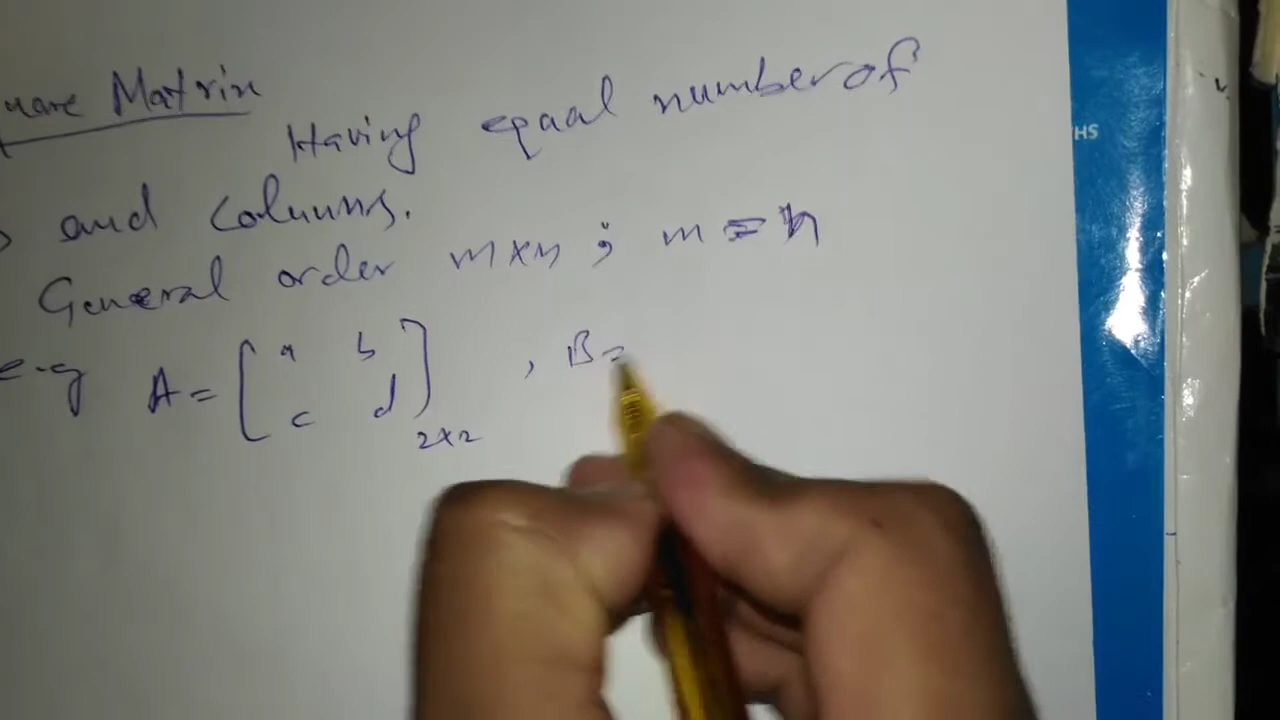 Matrix
Having equal number of
and columns.
General order m×n ; m = n
e.g A = [ a b
c d ] 2×2 , B=
HS